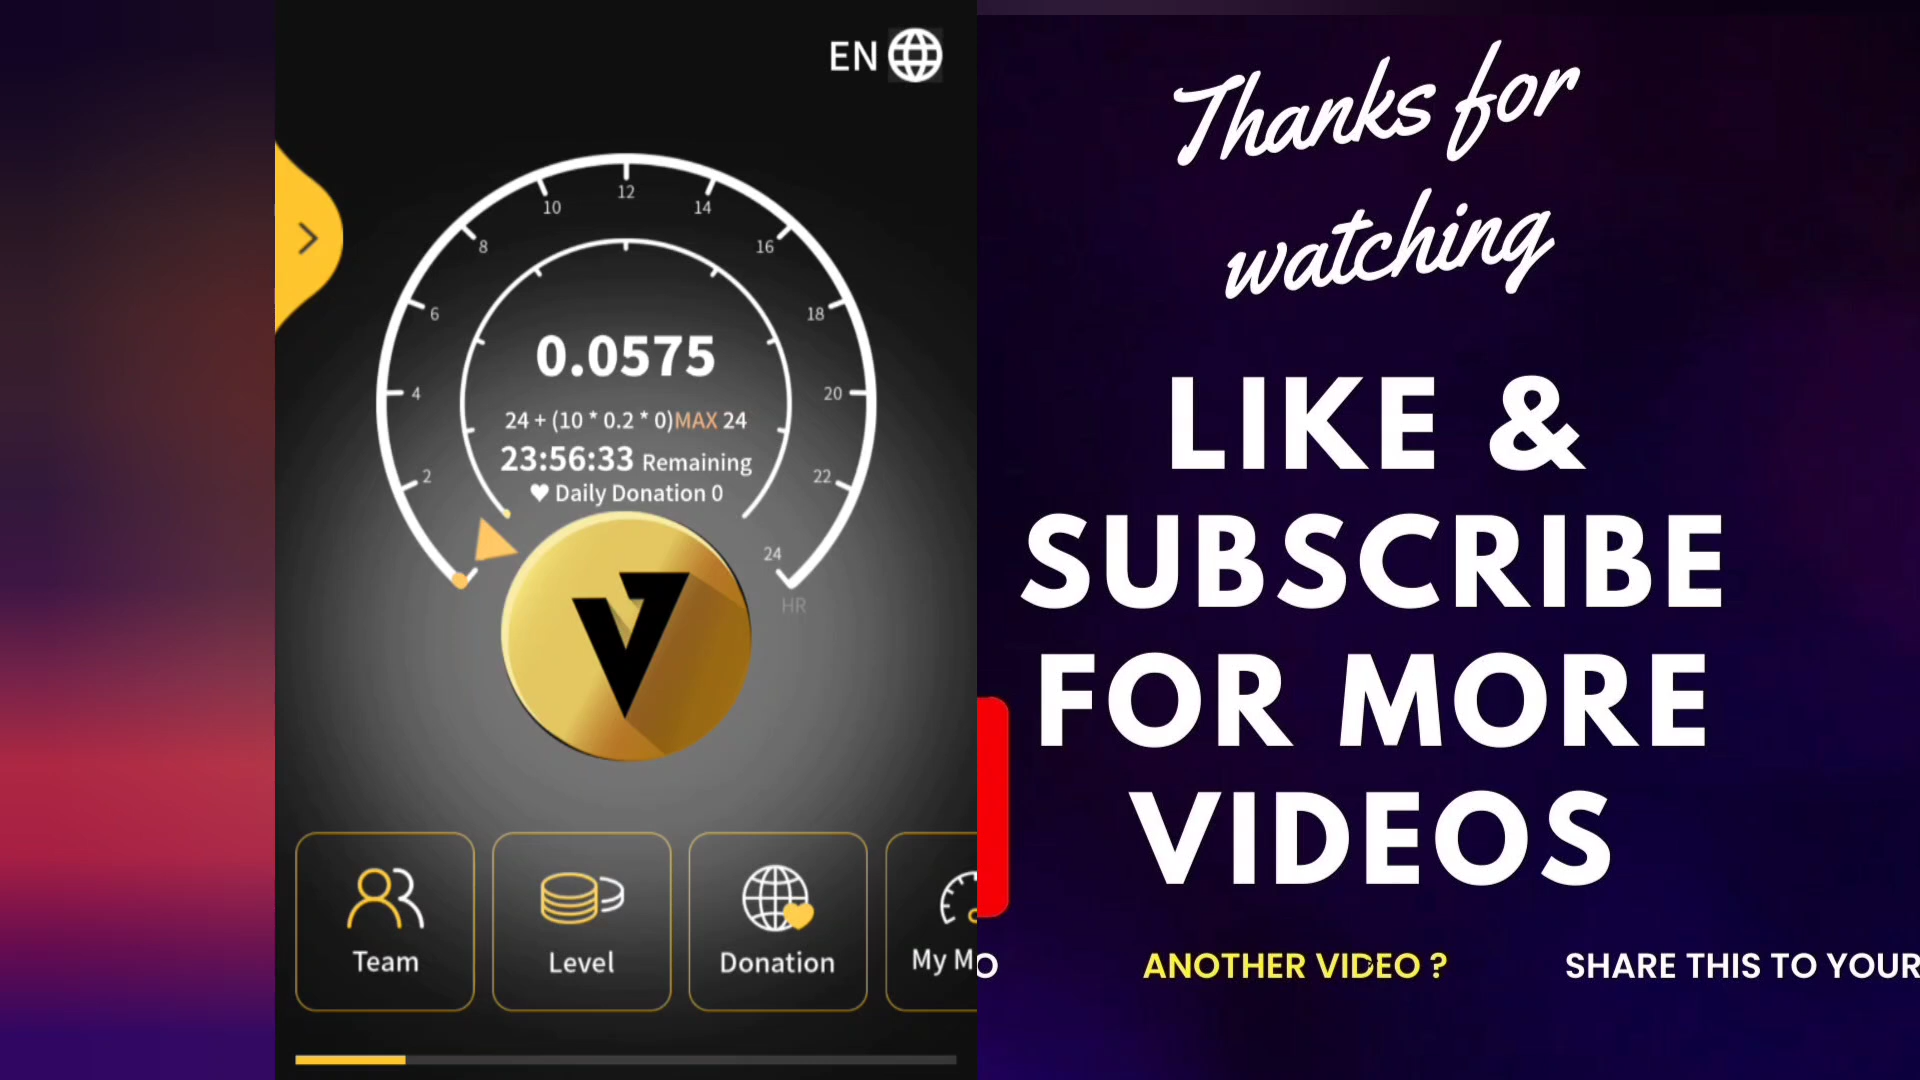 EN
12
10
14
8
16
6
18
4
20
2
22
24
HR
0.0575
24 + (10 * 0.2 * 0)MAX 24
23:56:33 Remaining
♥ Daily Donation 0
Team
Level
Donation
My M
Thanks for
watching
LIKE &
SUBSCRIBE
FOR MORE
VIDEOS
O
ANOTHER VIDEO ?
SHARE THIS TO YOUR